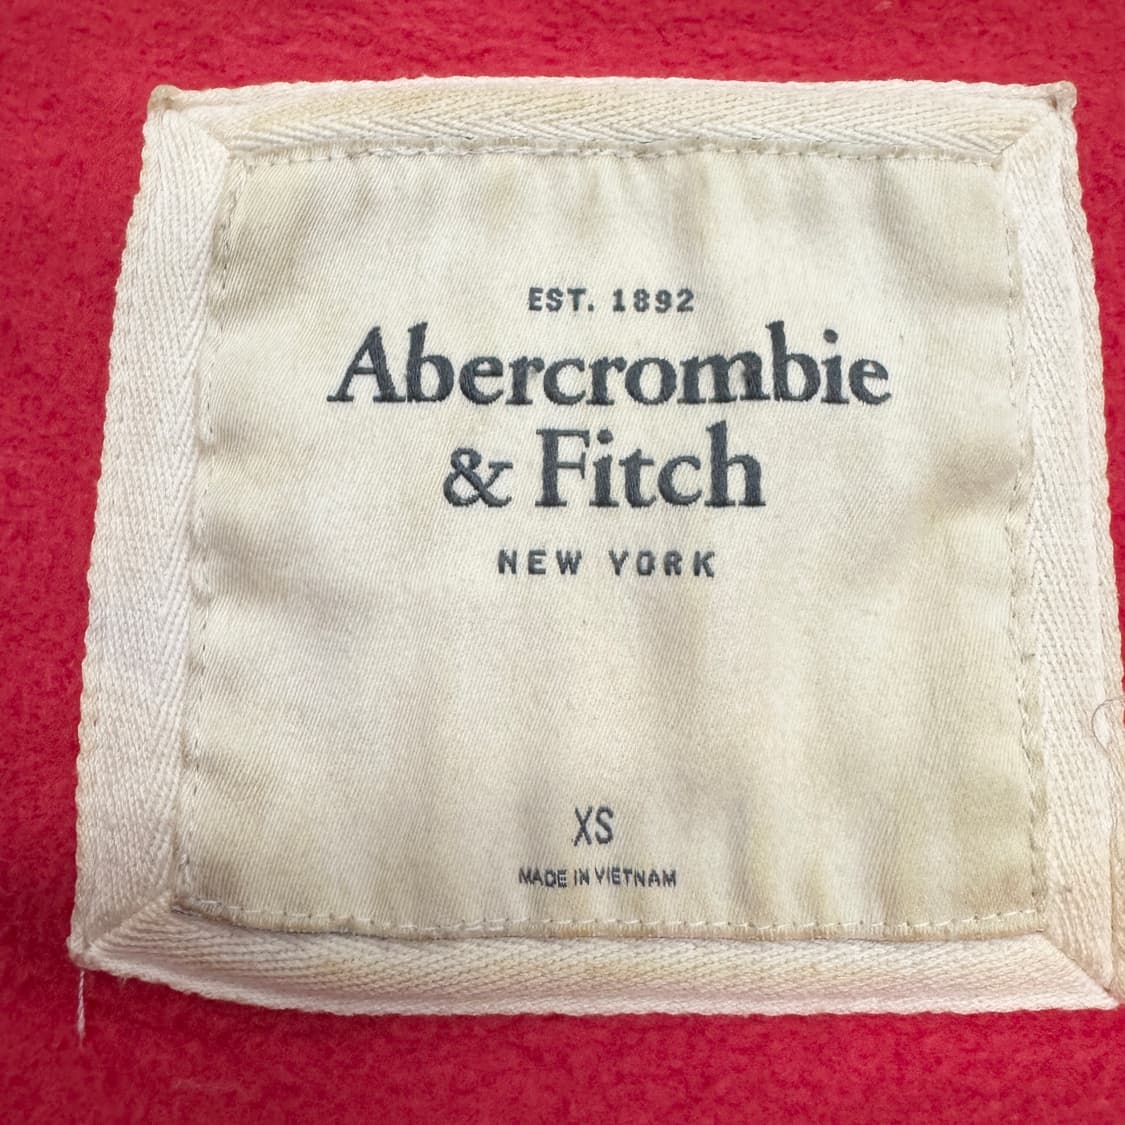 EST. 1892
Abercrombie
& Fitch
NEW YORK
XS
MADE IN VIETNAM